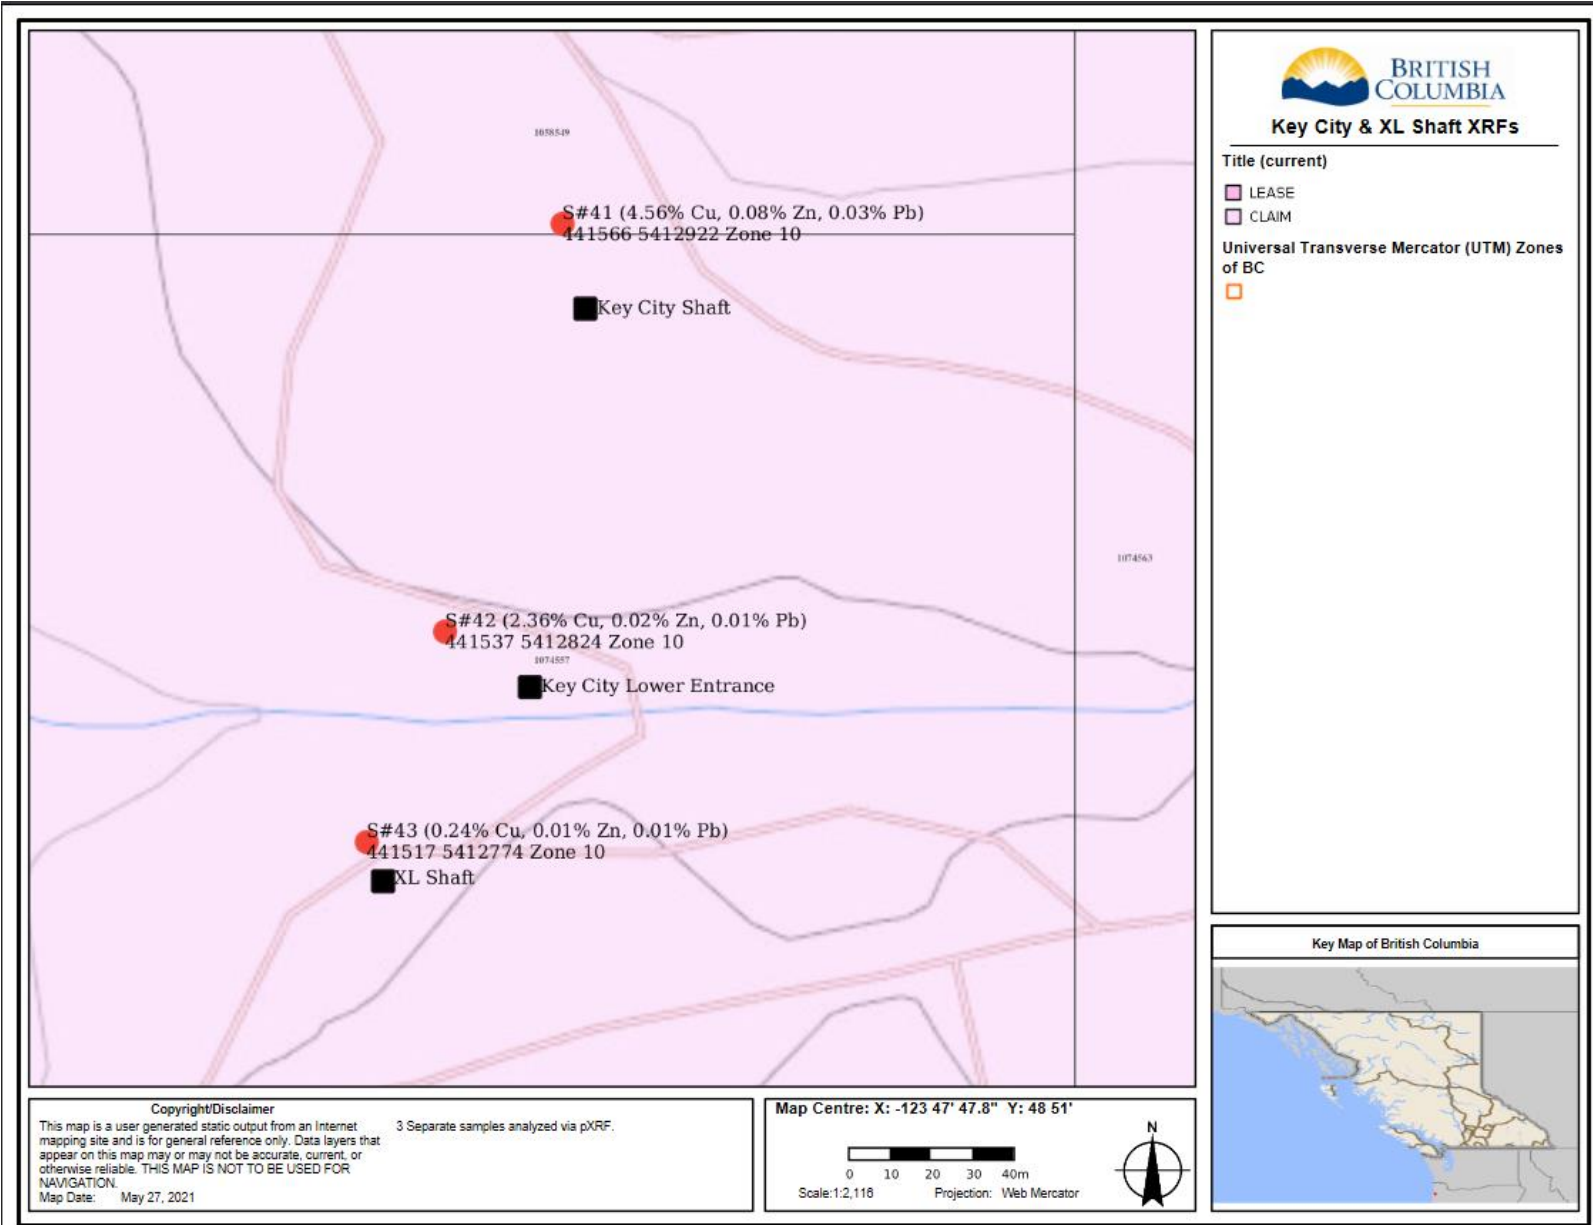 1058549
S#41 (4.56% Cu, 0.08% Zn, 0.03% Pb)
441566 5412922 Zone 10
Key City Shaft
1074563
S#42 (2.36% Cu, 0.02% Zn, 0.01% Pb)
441537 5412824 Zone 10
1074557
Key City Lower Entrance
S#43 (0.24% Cu, 0.01% Zn, 0.01% Pb)
441517 5412774 Zone 10
XL Shaft
BRITISH
COLUMBIA
Key City & XL Shaft XRFs
Title (current)
LEASE
CLAIM
Universal Transverse Mercator (UTM) Zones
of BC
Key Map of British Columbia
Copyright/Disclaimer
This map is a user generated static output from an Internet
mapping site and is for general reference only. Data layers that
appear on this map may or may not be accurate, current, or
otherwise reliable. THIS MAP IS NOT TO BE USED FOR
NAVIGATION.
Map Date: May 27, 2021
3 Separate samples analyzed via pXRF.
Map Centre: X: -123 47' 47.8" Y: 48 51'
0 10 20 30 40m
Scale:1:2,116 Projection: Web Mercator
N